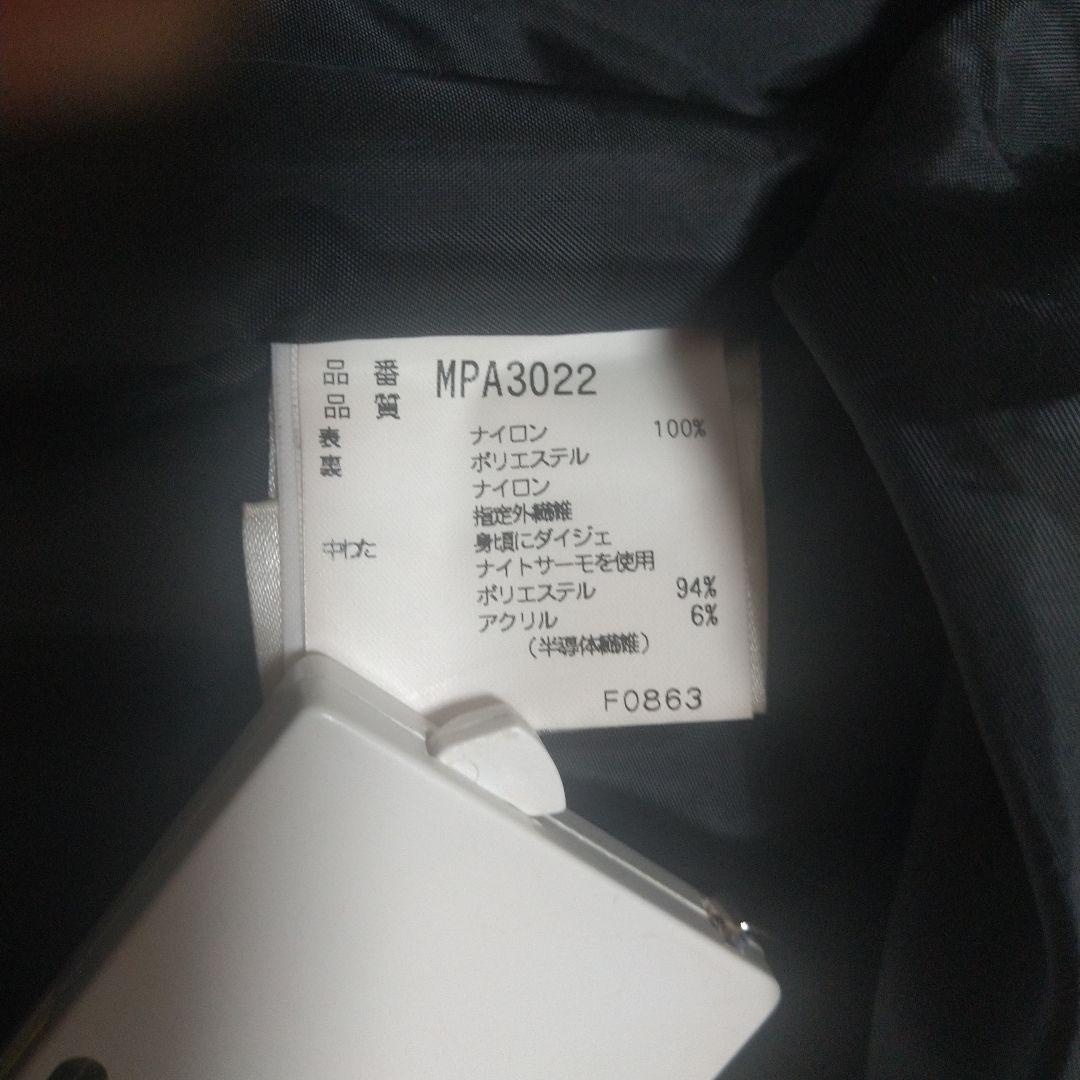 品 番 MPA3022
品 質
表 ナイロン 100%
裏 ポリエステル
ナイロン
指定外繊維
身頃にダイジェ
中わた
ナイトサーモを使用
ポリエステル 94%
アクリル 6%
(半導体繊維)
F0863